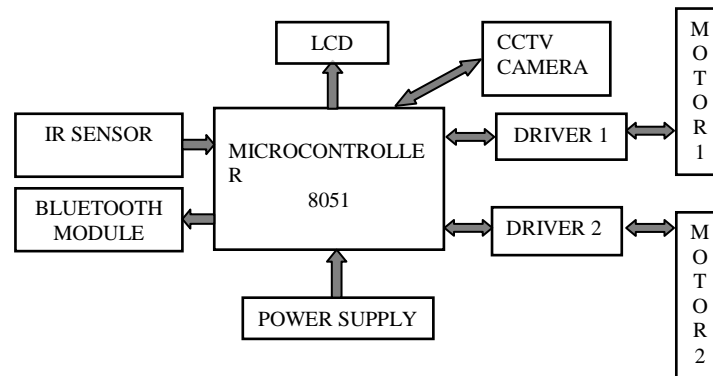 LCD
CCTV
CAMERA
M
O
T
O
R
1
IR SENSOR
MICROCONTROLLE
R
8051
DRIVER 1
BLUETOOTH
MODULE
DRIVER 2
M
O
T
O
R
2
POWER SUPPLY